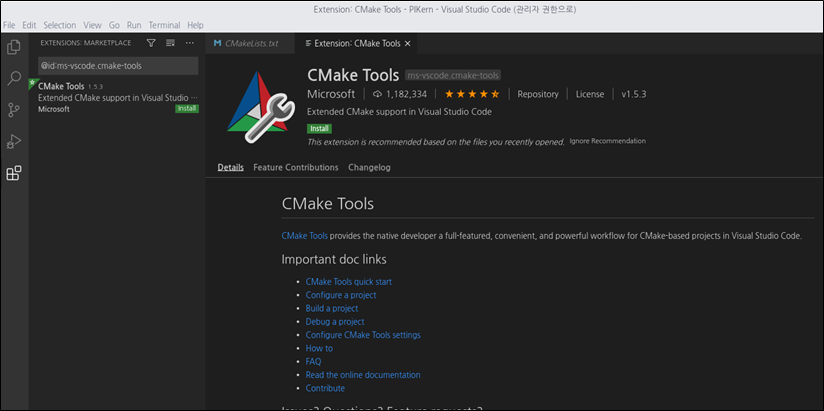 Extension: CMake Tools - PIKern - Visual Studio Code (관리자 권한으로)
File Edit Selection View Go Run Terminal Help
EXTENSIONS: MARKETPLACE
CMakeLists.txt
Extension: CMake Tools
@id:ms-vscode.cmake-tools
CMake Tools 1.5.3
Extended CMake support in Visual Studio ...
Microsoft Install
CMake Tools ms-vscode.cmake-tools
Microsoft 1,182,334 Repository License v1.5.3
Extended CMake support in Visual Studio Code
Install
This extension is recommended based on the files you recently opened. Ignore Recommendation
Details Feature Contributions Changelog
CMake Tools
CMake Tools provides the native developer a full-featured, convenient, and powerful workflow for CMake-based projects in Visual Studio Code.
Important doc links
• CMake Tools quick start
• Configure a project
• Build a project
• Debug a project
• Configure CMake Tools settings
• How to
• FAQ
• Read the online documentation
• Contribute
Issues? Questions? Feature requests?